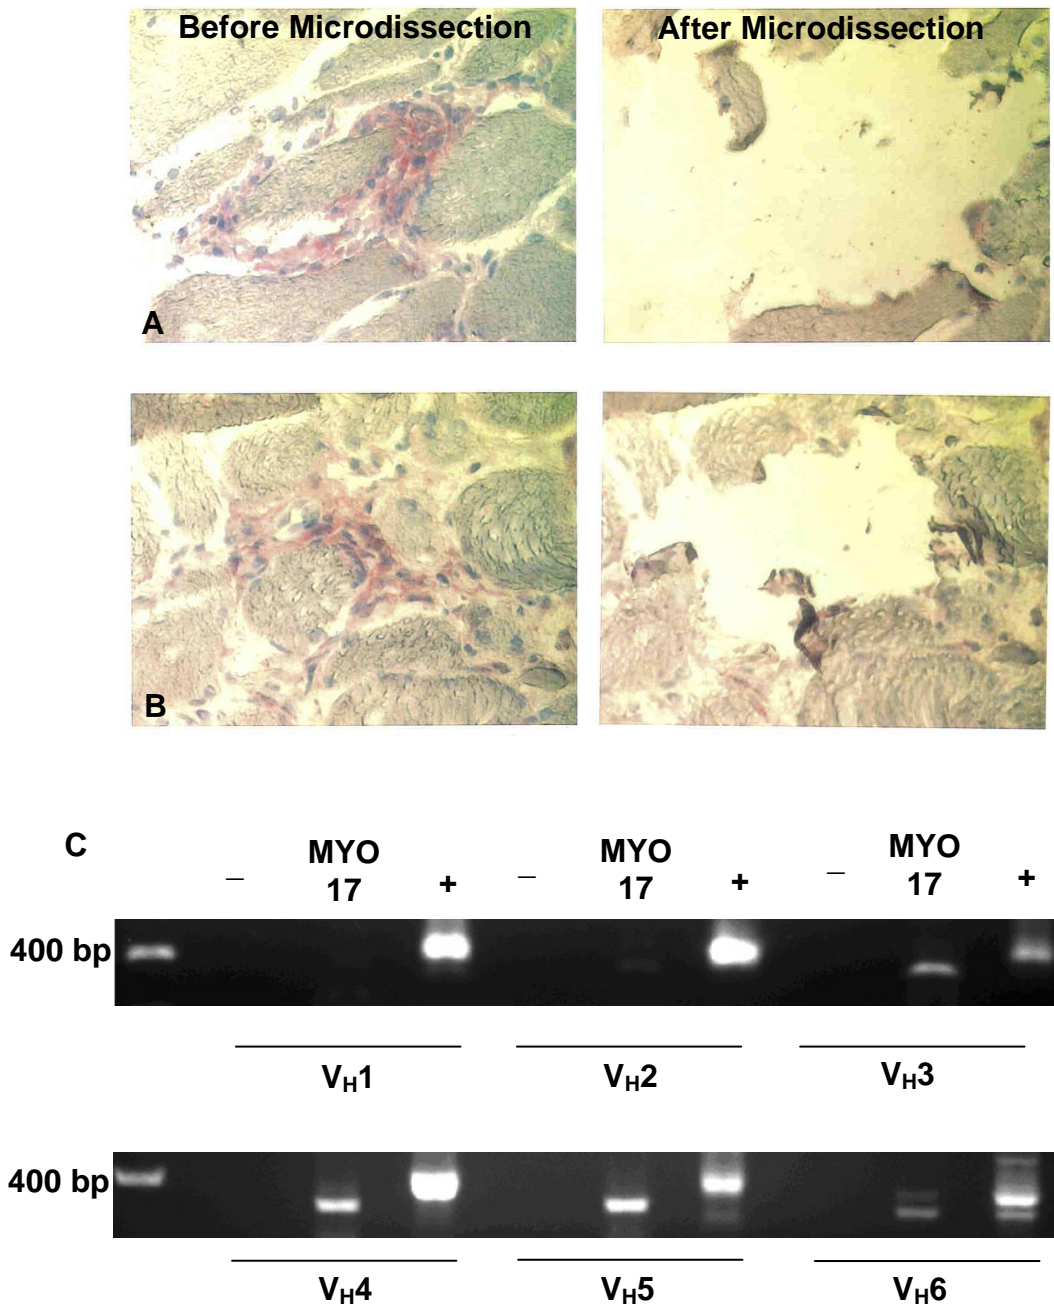 Before Microdissection
After Microdissection
A
B
C
– MYO 17 + – MYO 17 + – MYO 17 +
400 bp
VH1 VH2 VH3
400 bp
VH4 VH5 VH6